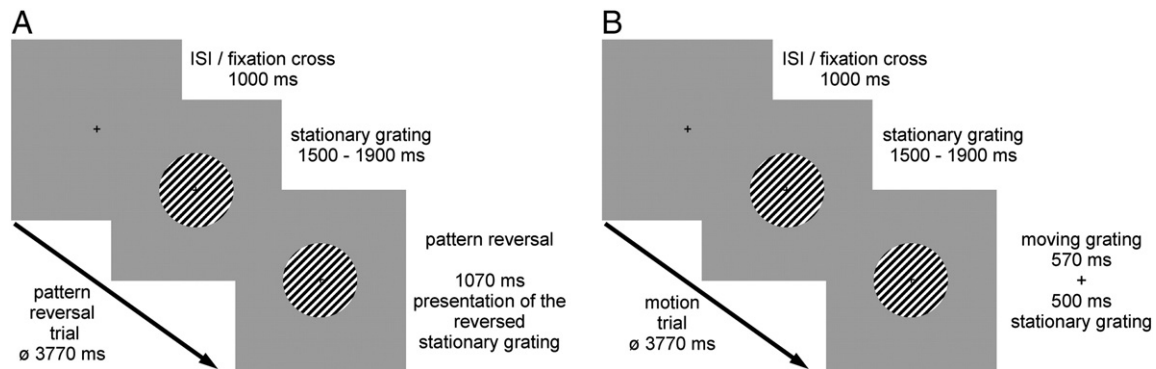 A
ISI / fixation cross
1000 ms
stationary grating
1500 - 1900 ms
pattern reversal
1070 ms
presentation of the
reversed
stationary grating
pattern
reversal
trial
ø 3770 ms
B
ISI / fixation cross
1000 ms
stationary grating
1500 - 1900 ms
moving grating
570 ms
+
500 ms
stationary grating
motion
trial
ø 3770 ms